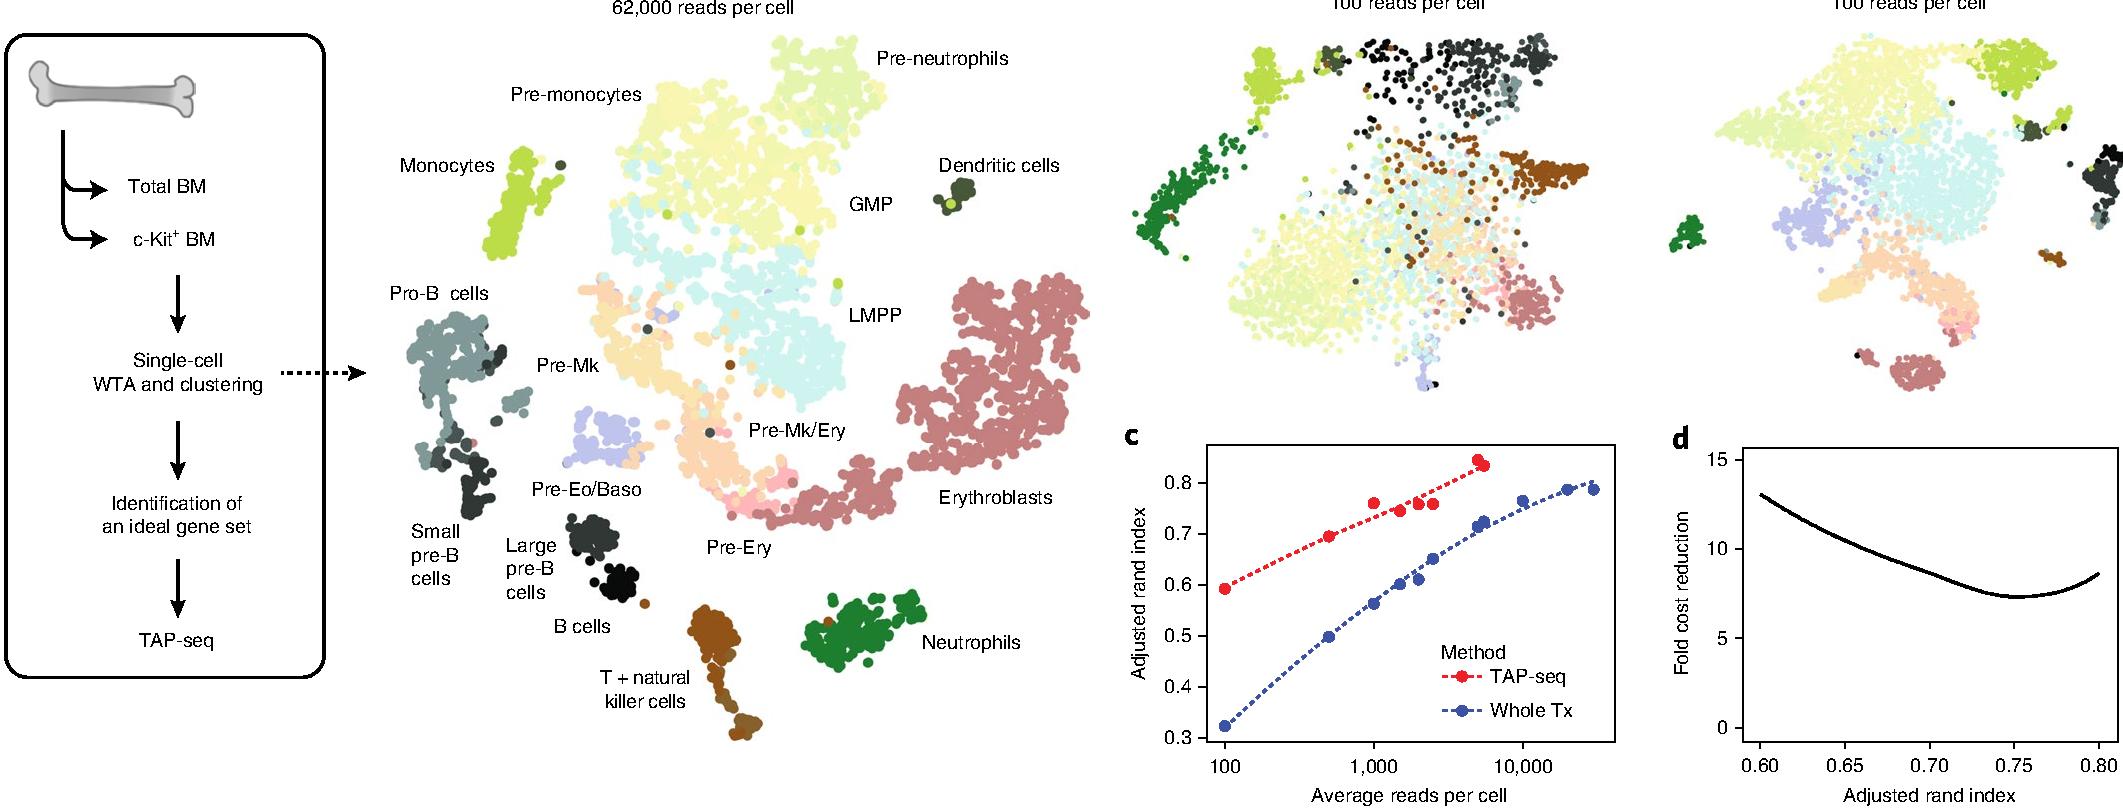 62,000 reads per cell
100 reads per cell
100 reads per cell
Total BM
c-Kit+ BM
Single-cell
WTA and clustering
Identification of
an ideal gene set
TAP-seq
Pre-neutrophils
Pre-monocytes
Monocytes
Dendritic cells
GMP
Pro-B cells
LMPP
Pre-Mk
Pre-Mk/Ery
Pre-Eo/Baso
Erythroblasts
Small
pre-B
cells
Large
pre-B
cells
Pre-Ery
B cells
Neutrophils
T + natural
killer cells
c
Adjusted rand index
0.8
0.7
0.6
0.5
0.4
0.3
Method
TAP-seq
Whole Tx
100
1,000
10,000
Average reads per cell
d
Fold cost reduction
15
10
5
0
0.60
0.65
0.70
0.75
0.80
Adjusted rand index